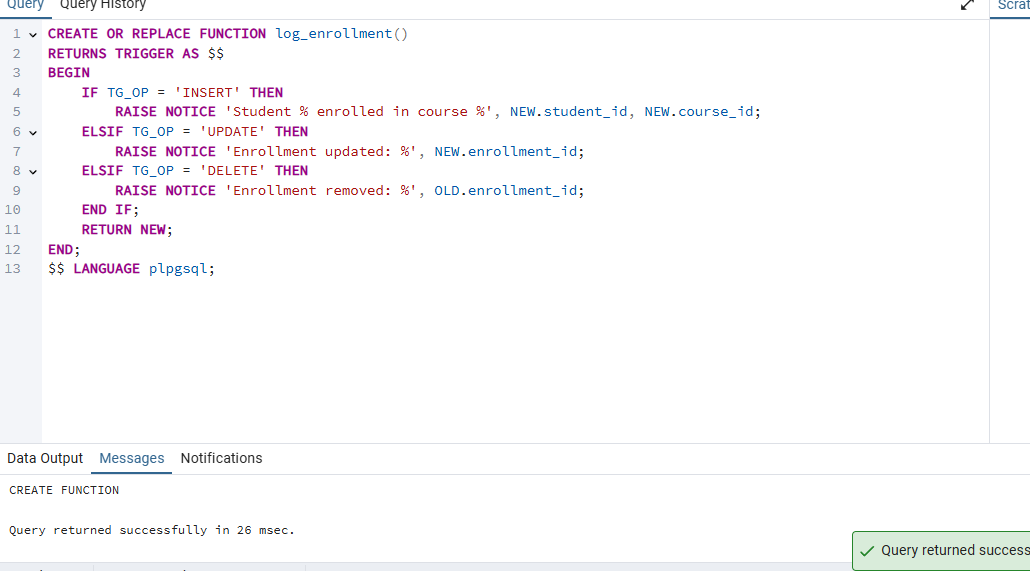 Query Query History
Scrat
1 CREATE OR REPLACE FUNCTION log_enrollment()
2 RETURNS TRIGGER AS $$
3 BEGIN
4 IF TG_OP = 'INSERT' THEN
5 RAISE NOTICE 'Student % enrolled in course %', NEW.student_id, NEW.course_id;
6 ELSIF TG_OP = 'UPDATE' THEN
7 RAISE NOTICE 'Enrollment updated: %', NEW.enrollment_id;
8 ELSIF TG_OP = 'DELETE' THEN
9 RAISE NOTICE 'Enrollment removed: %', OLD.enrollment_id;
10 END IF;
11 RETURN NEW;
12 END;
13 $$ LANGUAGE plpgsql;
Data Output Messages Notifications
CREATE FUNCTION
Query returned successfully in 26 msec.
Query returned success